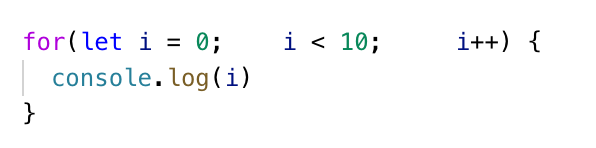 for(let i = 0;    i < 10;     i++) {
  console.log(i)
}